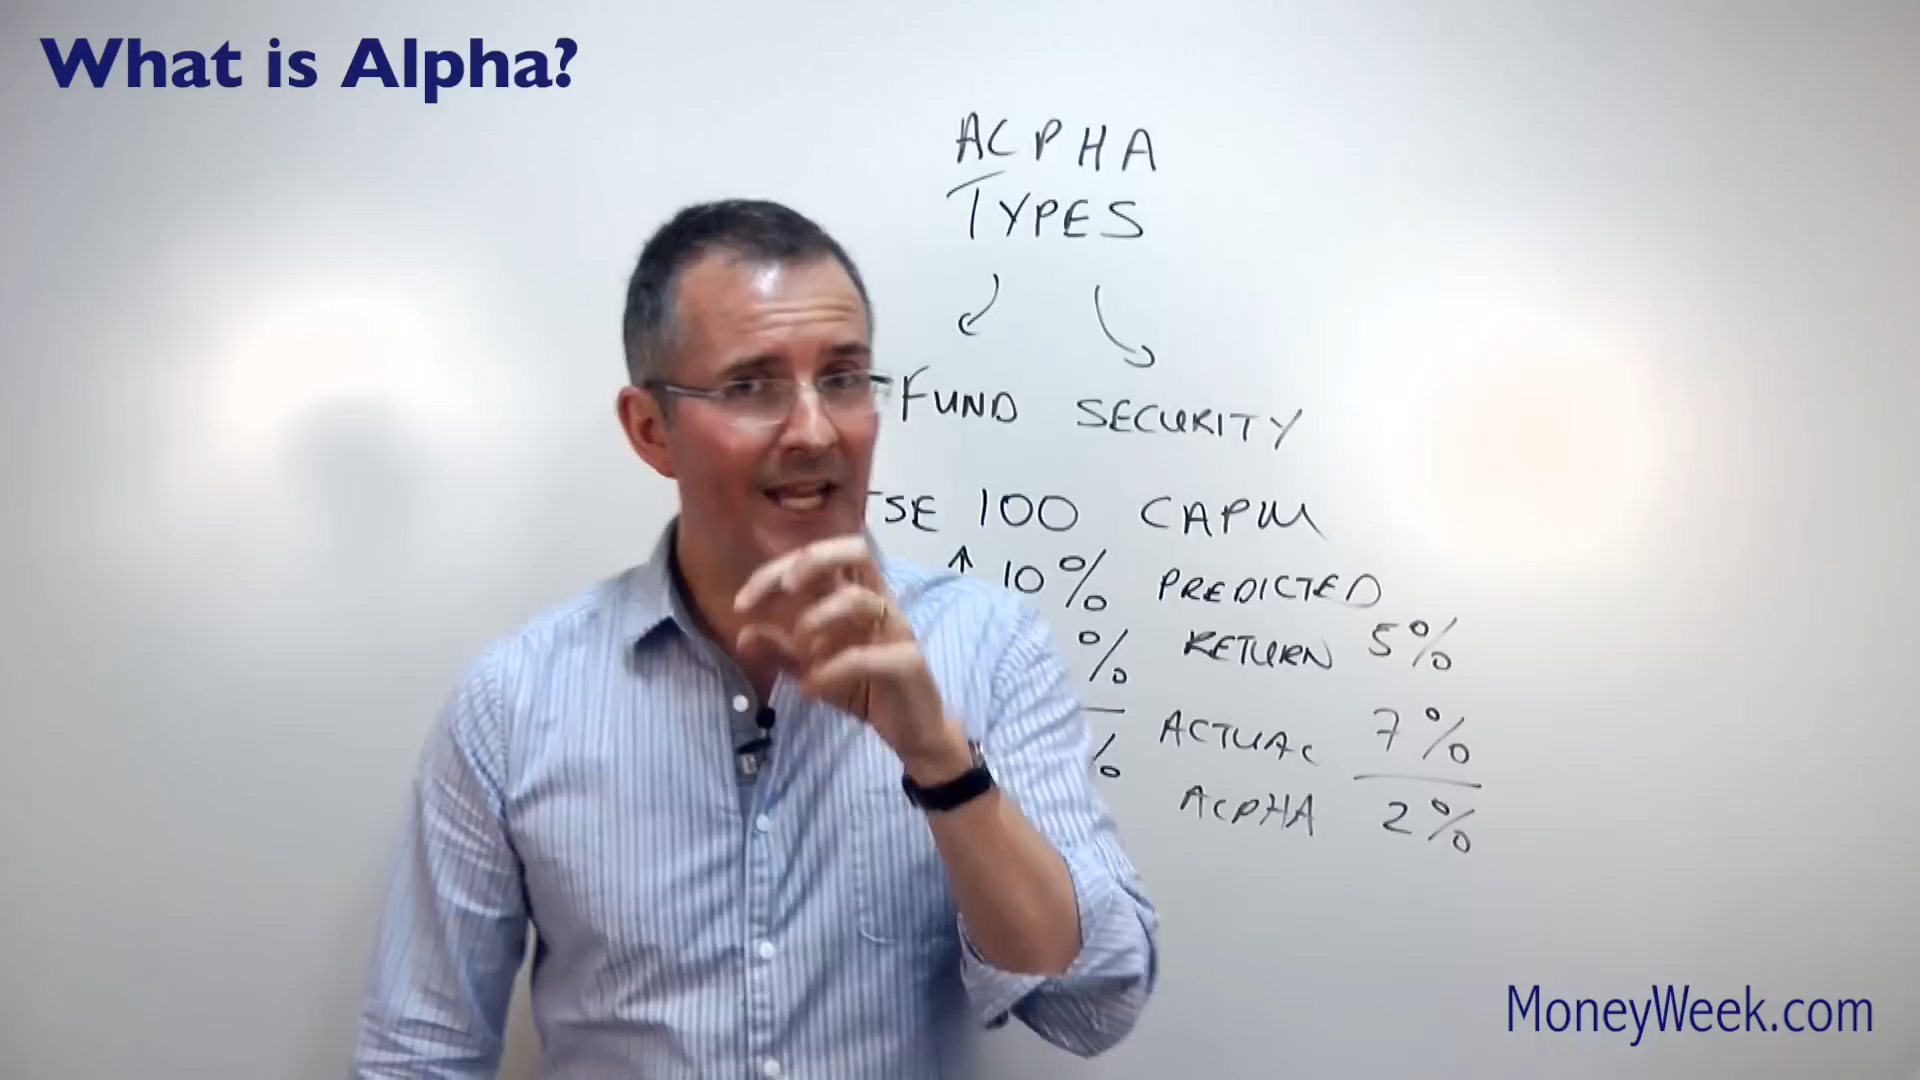 What is Alpha?
ALPHA
TYPES
FUND SECURITY
TSE 100 CAPM
↑ 10% PREDICTED
% RETURN 5%
ACTUAL 7%
% ALPHA 2%
MoneyWeek.com